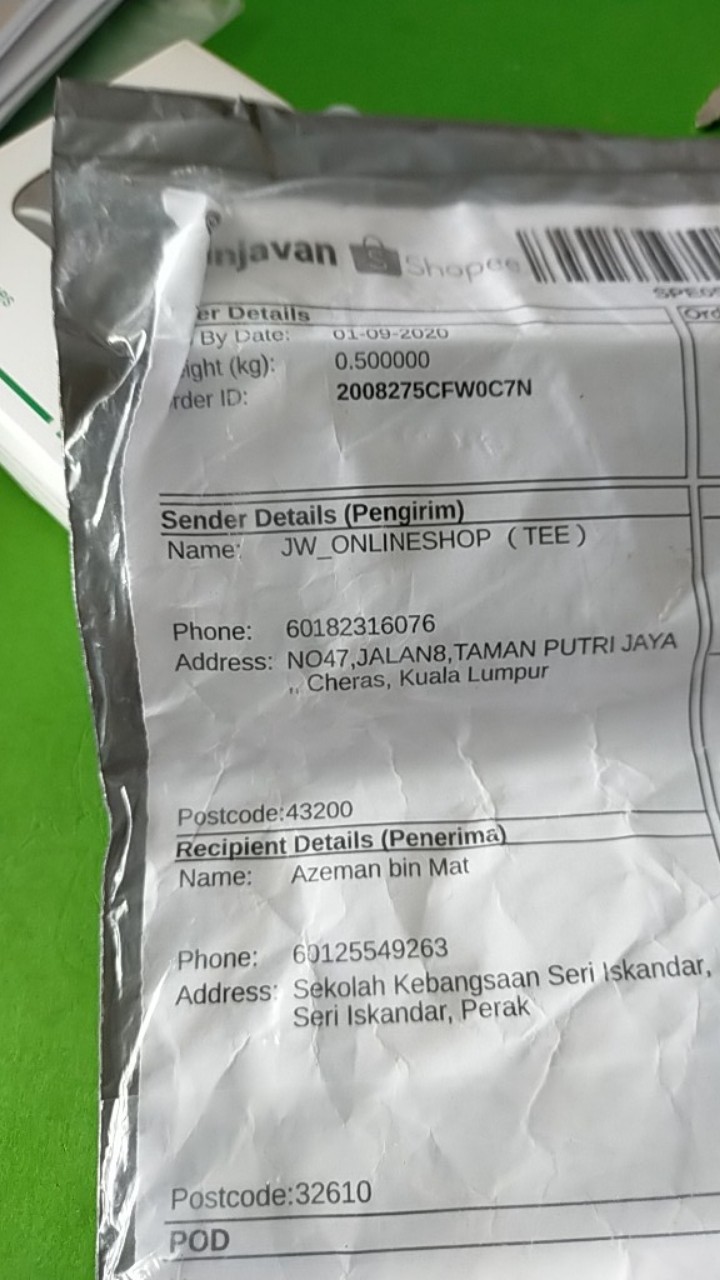 njavan Shopee
er Details
By Date: 01-09-2020
ight (kg): 0.500000
rder ID: 2008275CFW0C7N
Ord
Sender Details (Pengirim)
Name: JW_ONLINESHOP ( TEE )
Phone: 60182316076
Address: NO47,JALAN8,TAMAN PUTRI JAYA
,, Cheras, Kuala Lumpur
Postcode:43200
Recipient Details (Penerima)
Name: Azeman bin Mat
Phone: 60125549263
Address: Sekolah Kebangsaan Seri Iskandar,
Seri Iskandar, Perak
Postcode:32610
POD